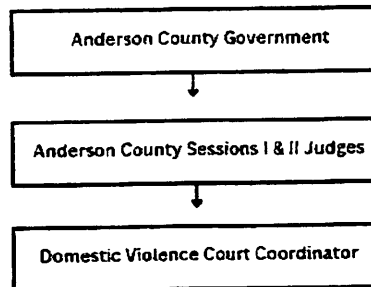 Anderson County Government
Anderson County Sessions I & II Judges
Domestic Violence Court Coordinator